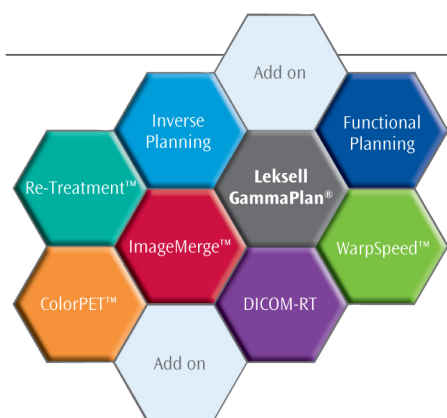 Add on
Inverse
Planning
Functional
Planning
Re-Treatment™
Leksell
GammaPlan®
ImageMerge™
WarpSpeed™
ColorPET™
DICOM-RT
Add on